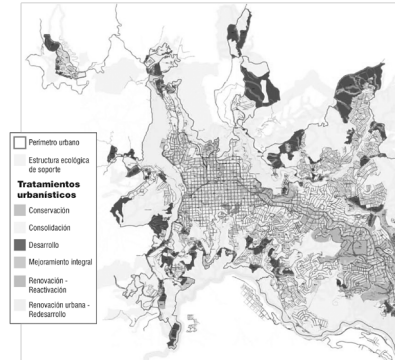 Perímetro urbano
Estructura ecológica
de soporte
Tratamientos
urbanísticos
Conservación
Consolidación
Desarrollo
Mejoramiento integral
Renovación -
Reactivación
Renovación urbana -
Redesarrollo